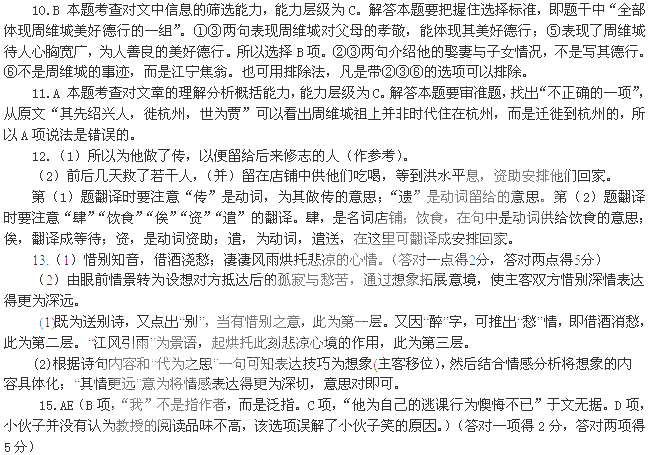 10.B 本题考查对文中信息的筛选能力，能力层级为C。解答本题要把握住选择标准，即题干中“全部
体现周维城美好德行的一组”。①③两句表现周维城对父母的孝敬，能体现其美好德行；⑤表现了周维城
待人心胸宽广，为人善良的美好德行。所以选择B项。②③两句介绍他的娶妻与子女情况，不是写其德行。
⑥不是周维城的事迹，而是江宁焦翁。也可用排除法，凡是带②③⑥的选项可以排除。
11.A 本题考查对文章的理解分析概括能力，能力层级为C。解答本题要审准题，找出“不正确的一项”，
从原文“其先绍兴人，徙杭州，世为贾”可以看出周维城祖上并非时代住在杭州，而是迁徙到杭州的，所
以A项说法是错误的。
12.（1）所以为他做了传，以便留给后来修志的人（作参考）。
（2）前后几天救了若干人，（并）留在店铺中供他们吃喝，等到洪水平息，资助安排他们回家。
第（1）题翻译时要注意“传”是动词，为其做传的意思；“遗”是动词留给的意思。第（2）题翻译
时要注意“肆”“饮食”“俟”“资”“遣”的翻译。肆，是名词店铺，饮食，在句中是动词供给饮食的意思；
俟，翻译成等待；资，是动词资助；遣，为动词，遣送，在这里可翻译成安排回家。
13.（1）惜别知音，借酒浇愁；凄凄风雨烘托悲凉的心情。（答对一点得2分，答对两点得5分）
（2）由眼前情景转为设想对方抵达后的孤寂与愁苦，通过想象拓展意境，使主客双方惜别深情表达
得更为深远。
(1)既为送别诗，又点出“别”，当有惜别之意，此为第一层。又因“醉”字，可推出“愁”情，即借酒消愁，
此为第二层。“江风引雨”为景语，起烘托此刻悲凉心境的作用，此为第三层。
(2)根据诗句内容和“代为之思”一句可知表达技巧为想象(主客移位)，然后结合情感分析将想象的内
容具体化；“其情更远”意为将情感表达得更为深切，意思对即可。
15.AE（B项，“我”不是指作者，而是泛指。C项，“他为自己的逃课行为懊悔不已”于文无据。D项，
小伙子并没有认为教授的阅读品味不高，该选项误解了小伙子笑的原因。）（答对一项得2分，答对两项得
5分）